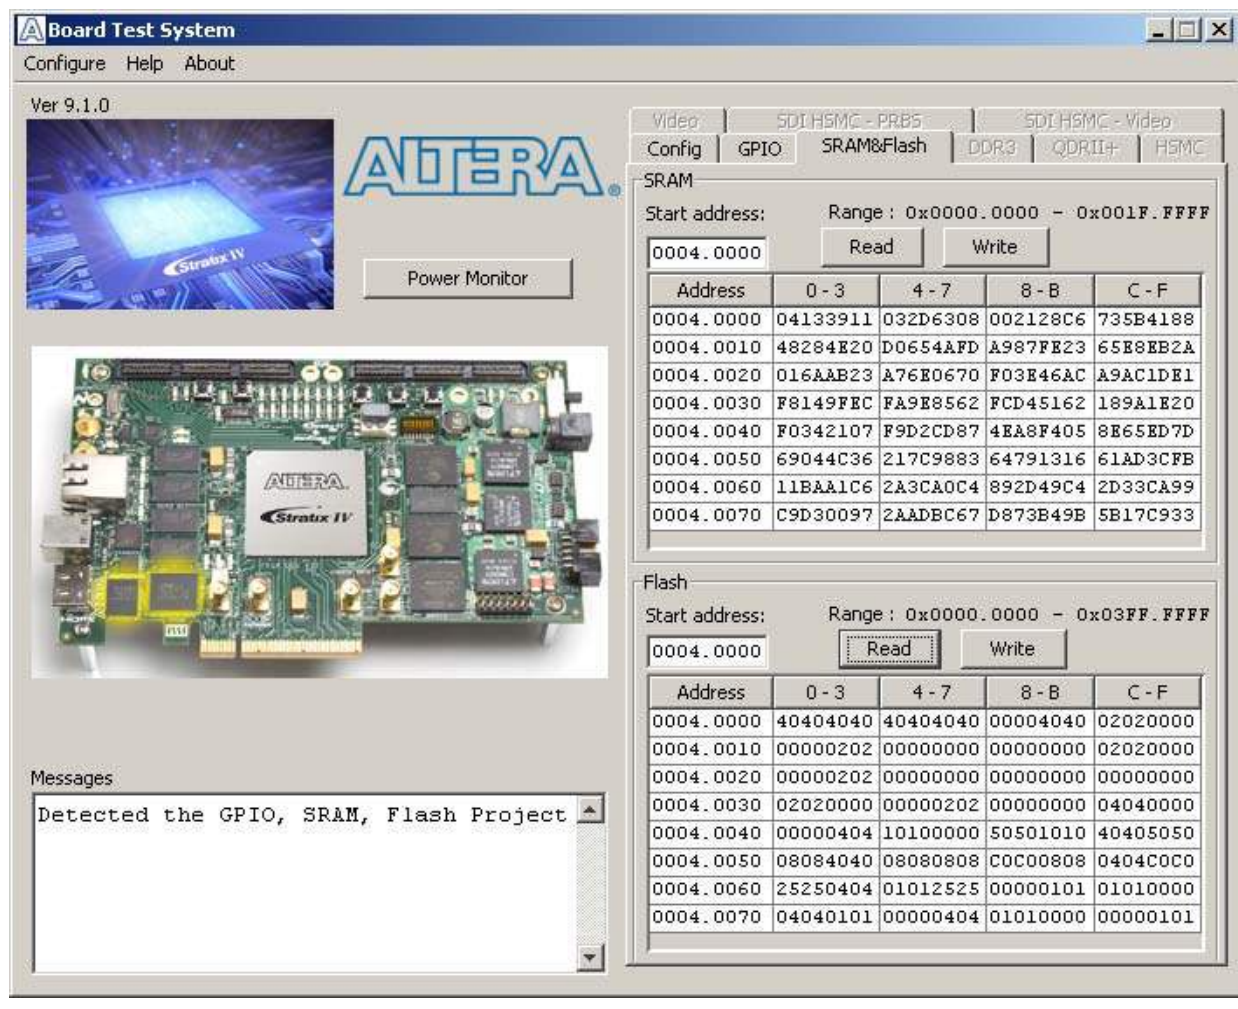 Board Test System
Configure Help About
Ver 9.1.0
Stratix IV
ALTERA®
Power Monitor
ALTERA
Stratix IV
Messages
Detected the GPIO, SRAM, Flash Project
Video SDI HSMC - PRBS SDI HSMC - Video
Config GPIO SRAM&Flash DDR3 QDRII+ HSMC
SRAM
Start address: Range : 0x0000.0000 - 0x001F.FFFF
0004.0000 Read Write
Address 0 - 3 4 - 7 8 - B C - F
0004.0000 04133911 032D6308 002128C6 735B4188
0004.0010 48284E20 D0654AFD A987FE23 65E8EB2A
0004.0020 016AAB23 A76E0670 F03E46AC A9AC1DE1
0004.0030 F8149FEC FA9E8562 FCD45162 189A1E20
0004.0040 F0342107 F9D2CD87 4EA8F405 8E65ED7D
0004.0050 69044C36 217C9883 64791316 61AD3CFB
0004.0060 11BAA1C6 2A3CA0C4 892D49C4 2D33CA99
0004.0070 C9D30097 2AADBC67 D873B49B 5B17C933
Flash
Start address: Range : 0x0000.0000 - 0x03FF.FFFF
0004.0000 Read Write
Address 0 - 3 4 - 7 8 - B C - F
0004.0000 40404040 40404040 00004040 02020000
0004.0010 00000202 00000000 00000000 02020000
0004.0020 00000202 00000000 00000000 00000000
0004.0030 02020000 00000202 00000000 04040000
0004.0040 00000404 10100000 50501010 40405050
0004.0050 08084040 08080808 C0C00808 0404C0C0
0004.0060 25250404 01012525 00000101 01010000
0004.0070 04040101 00000404 01010000 00000101